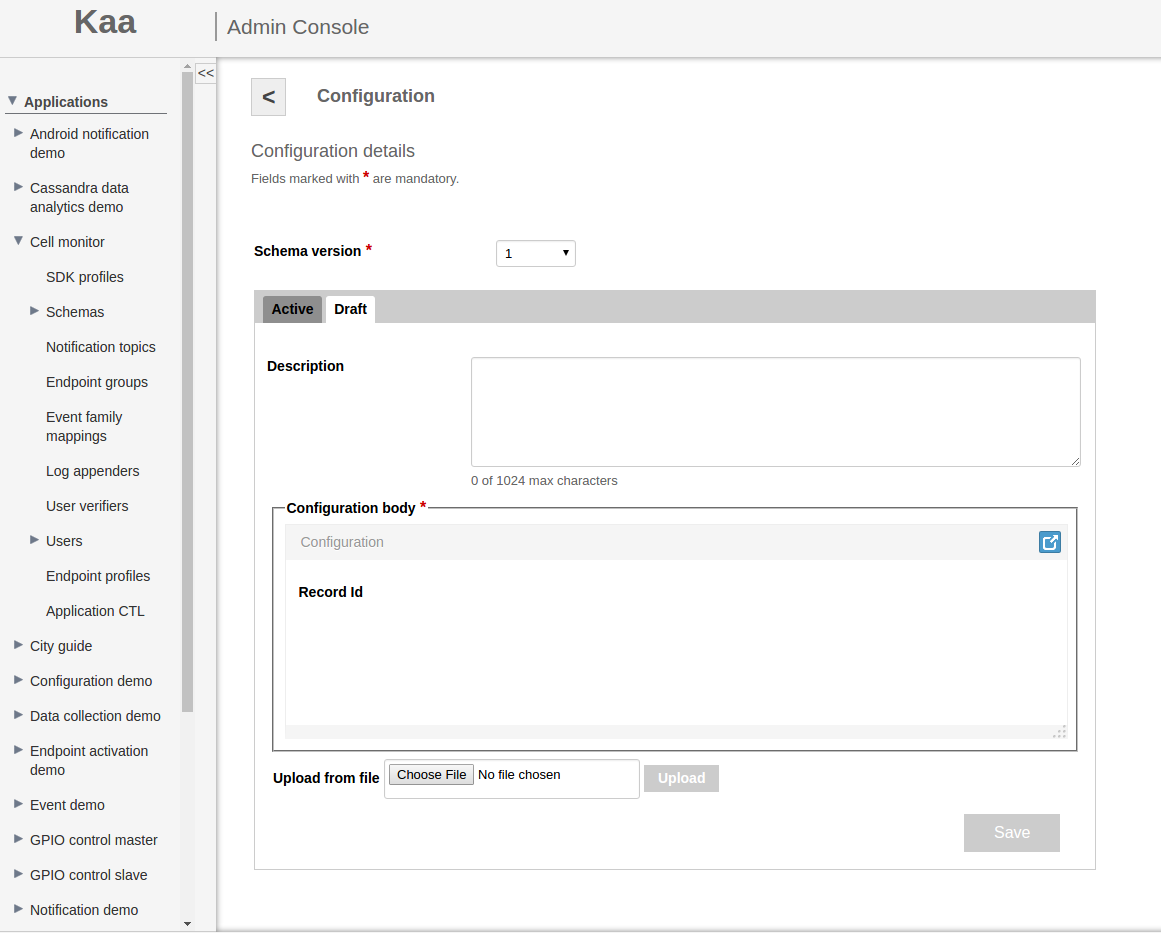 Kaa
Admin Console
<<
Applications
Android notification
demo
Cassandra data
analytics demo
Cell monitor
SDK profiles
Schemas
Notification topics
Endpoint groups
Event family
mappings
Log appenders
User verifiers
Users
Endpoint profiles
Application CTL
City guide
Configuration demo
Data collection demo
Endpoint activation
demo
Event demo
GPIO control master
GPIO control slave
Notification demo
< Configuration
Configuration details
Fields marked with * are mandatory.
Schema version * 1
Active Draft
Description
0 of 1024 max characters
Configuration body *
Configuration
Record Id
Upload from file Choose File No file chosen Upload
Save